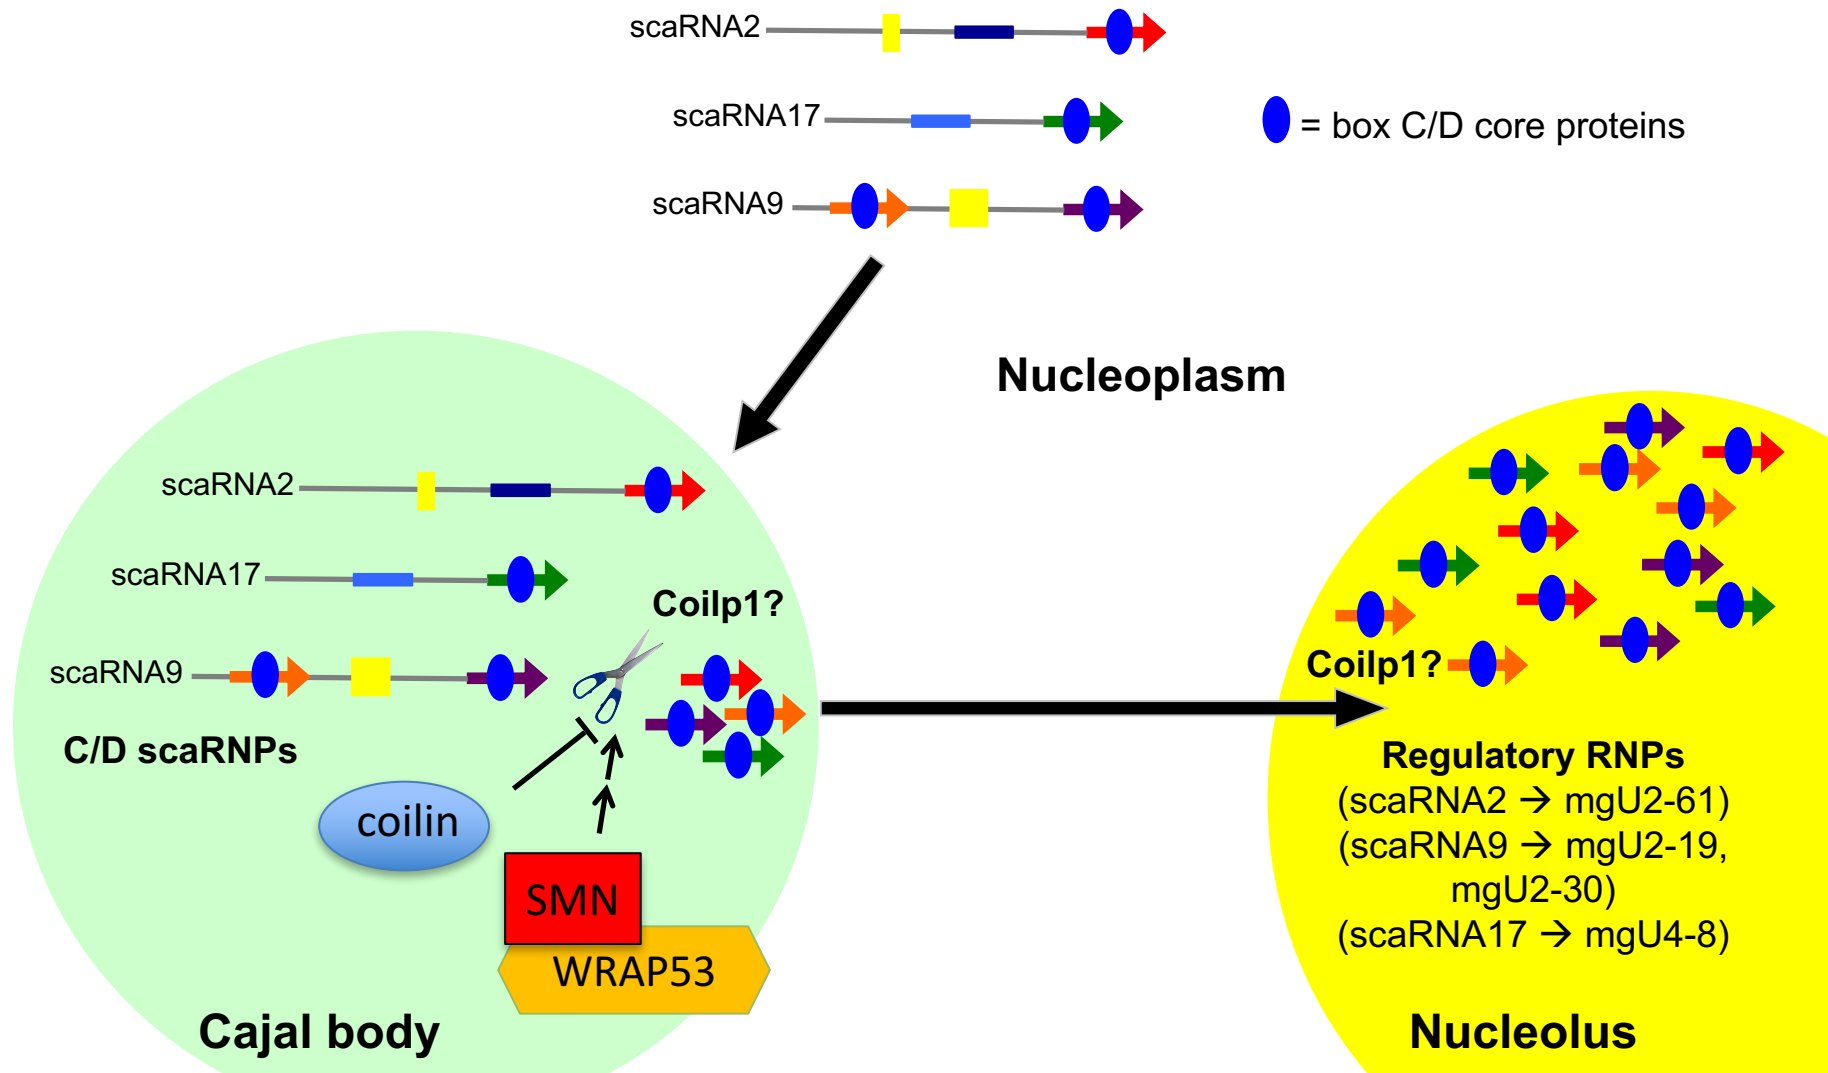 scaRNA2
scaRNA17
= box C/D core proteins
scaRNA9
Nucleoplasm
scaRNA2
scaRNA17
Coilp1?
scaRNA9
C/D scaRNPs
coilin
SMN
WRAP53
Cajal body
Coilp1?
Regulatory RNPs
(scaRNA2 → mgU2-61)
(scaRNA9 → mgU2-19,
mgU2-30)
(scaRNA17 → mgU4-8)
Nucleolus